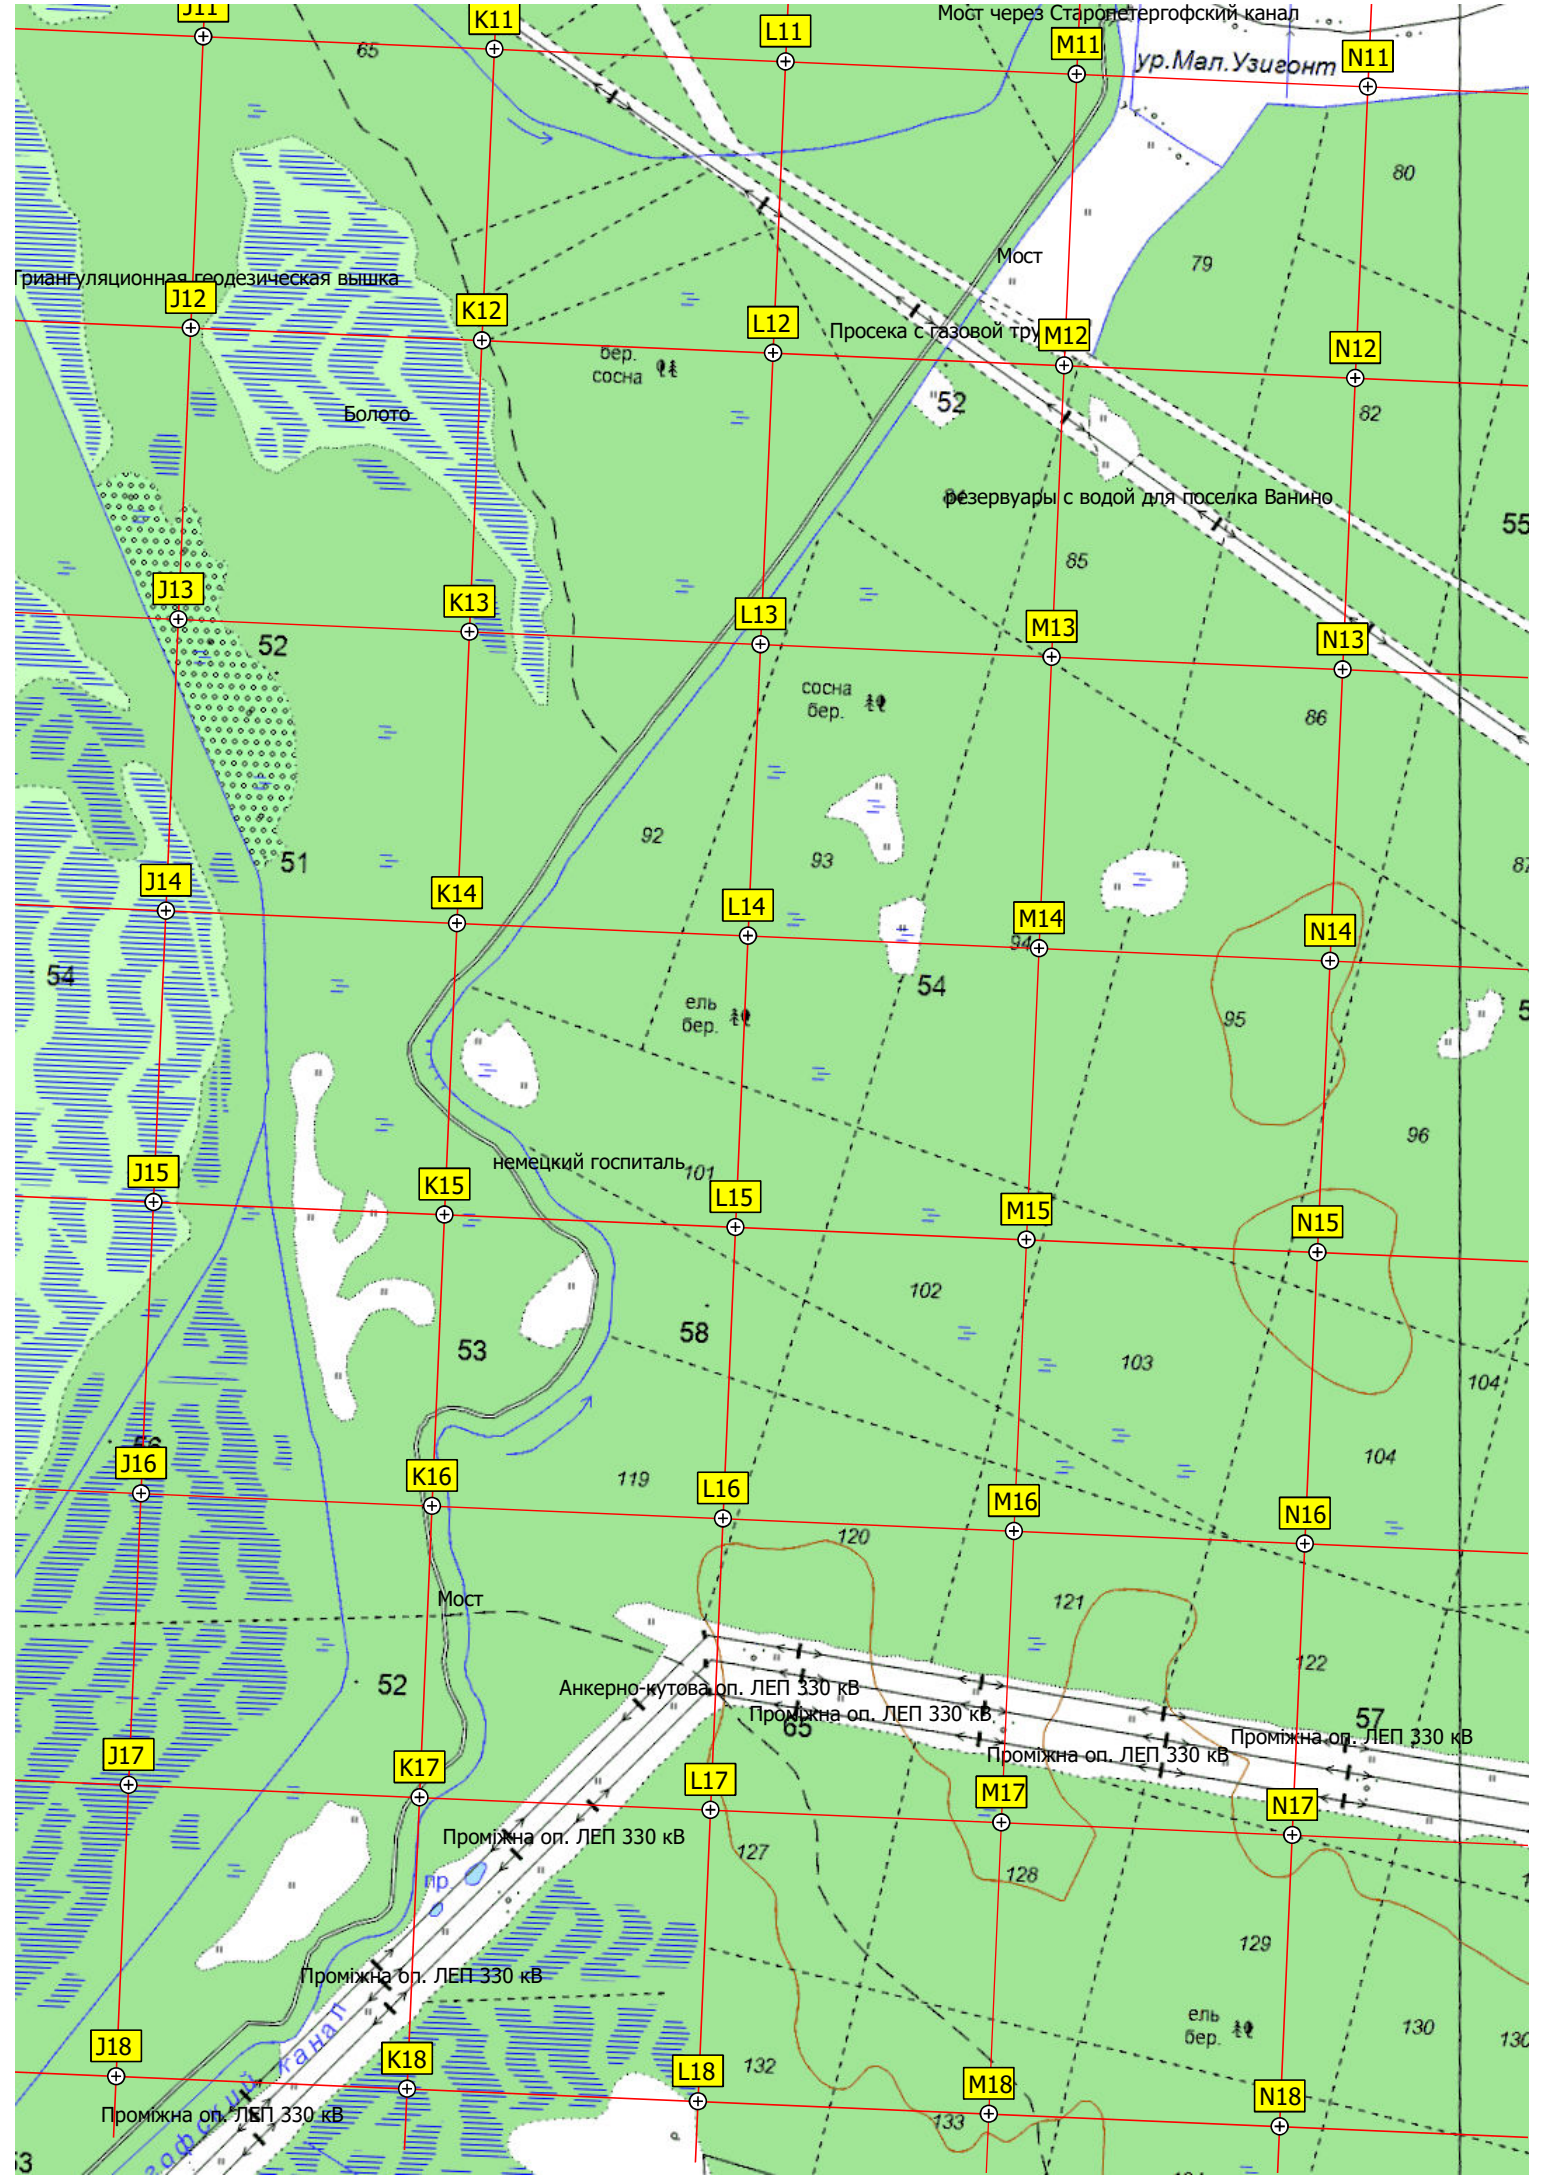 J11
K11
L11
Мост через Старопетергофский канал
M11
ур.Мал.Узигонт
N11
65
80
79
Мост
Триангуляционная геодезическая вышка
J12
K12
L12
Просека с газовой тру
M12
N12
бер.
сосна
Болото
52
82
резервуары с водой для поселка Ванино
55
85
J13
K13
L13
M13
N13
52
сосна
бер.
86
92
93
51
87
J14
K14
L14
M14
N14
94
54
54
95
ель
бер.
96
немецкий госпиталь
101
J15
K15
L15
M15
N15
102
58
53
103
104
104
56
J16
K16
L16
M16
N16
119
120
Мост
121
122
52
Анкерно-кутова оп. ЛЕП 330 кВ
Проміжна оп. ЛЕП 330 кВ
65
57
Проміжна оп. ЛЕП 330 кВ
Проміжна оп. ЛЕП 330 кВ
J17
K17
L17
M17
N17
Проміжна оп. ЛЕП 330 кВ
127
128
пр.
129
Проміжна оп. ЛЕП 330 кВ
ель
бер.
130
130
J18
K18
L18
M18
N18
132
133
Проміжна оп. ЛЕП 330 кВ
гофский канал